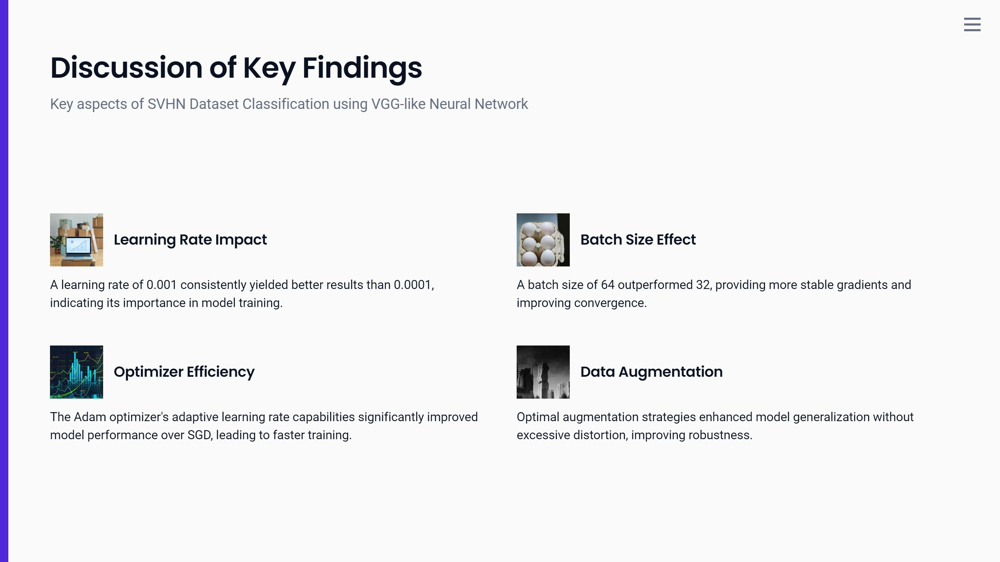 Discussion of Key Findings
Key aspects of SVHN Dataset Classification using VGG-like Neural Network
Learning Rate Impact
A learning rate of 0.001 consistently yielded better results than 0.0001,
indicating its importance in model training.
Batch Size Effect
A batch size of 64 outperformed 32, providing more stable gradients and
improving convergence.
Optimizer Efficiency
The Adam optimizer's adaptive learning rate capabilities significantly improved
model performance over SGD, leading to faster training.
Data Augmentation
Optimal augmentation strategies enhanced model generalization without
excessive distortion, improving robustness.